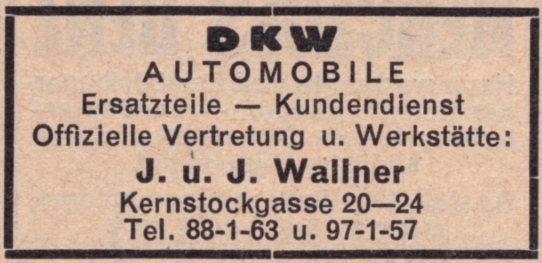 DKW
AUTOMOBILE
Ersatzteile — Kundendienst
Offizielle Vertretung u. Werkstätte:
J. u. J. Wallner
Kernstockgasse 20—24
Tel. 88-1-63 u. 97-1-57